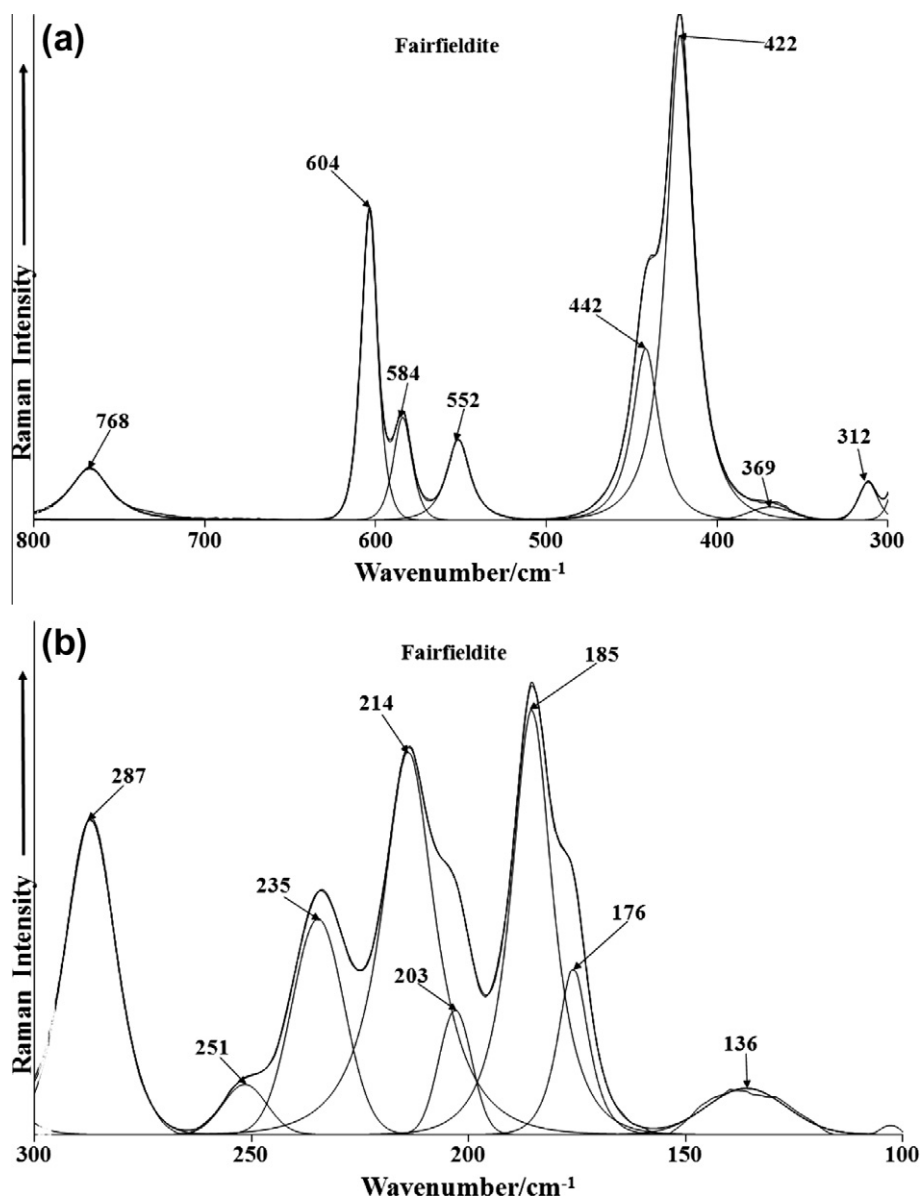 (a)
Fairfieldite
422
604
442
584
552
768
369
312
Raman Intensity
800 700 600 500 400 300
Wavenumber/cm-1
(b)
Fairfieldite
185
214
287
235
176
203
251
136
Raman Intensity
300 250 200 150 100
Wavenumber/cm-1